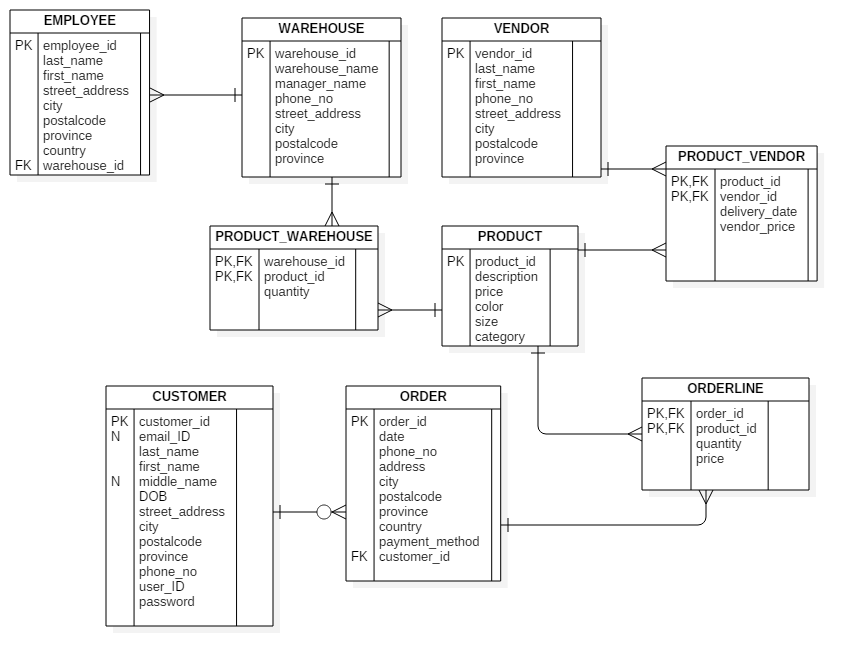 EMPLOYEE
PK employee_id
last_name
first_name
street_address
city
postalcode
province
country
FK warehouse_id
WAREHOUSE
PK warehouse_id
warehouse_name
manager_name
phone_no
street_address
city
postalcode
province
VENDOR
PK vendor_id
last_name
first_name
phone_no
street_address
city
postalcode
province
PRODUCT_VENDOR
PK,FK product_id
PK,FK vendor_id
delivery_date
vendor_price
PRODUCT_WAREHOUSE
PK,FK warehouse_id
PK,FK product_id
quantity
PRODUCT
PK product_id
description
price
color
size
category
CUSTOMER
PK customer_id
N email_ID
last_name
first_name
N middle_name
DOB
street_address
city
postalcode
province
phone_no
user_ID
password
ORDER
PK order_id
date
phone_no
address
city
postalcode
province
country
payment_method
FK customer_id
ORDERLINE
PK,FK order_id
PK,FK product_id
quantity
price